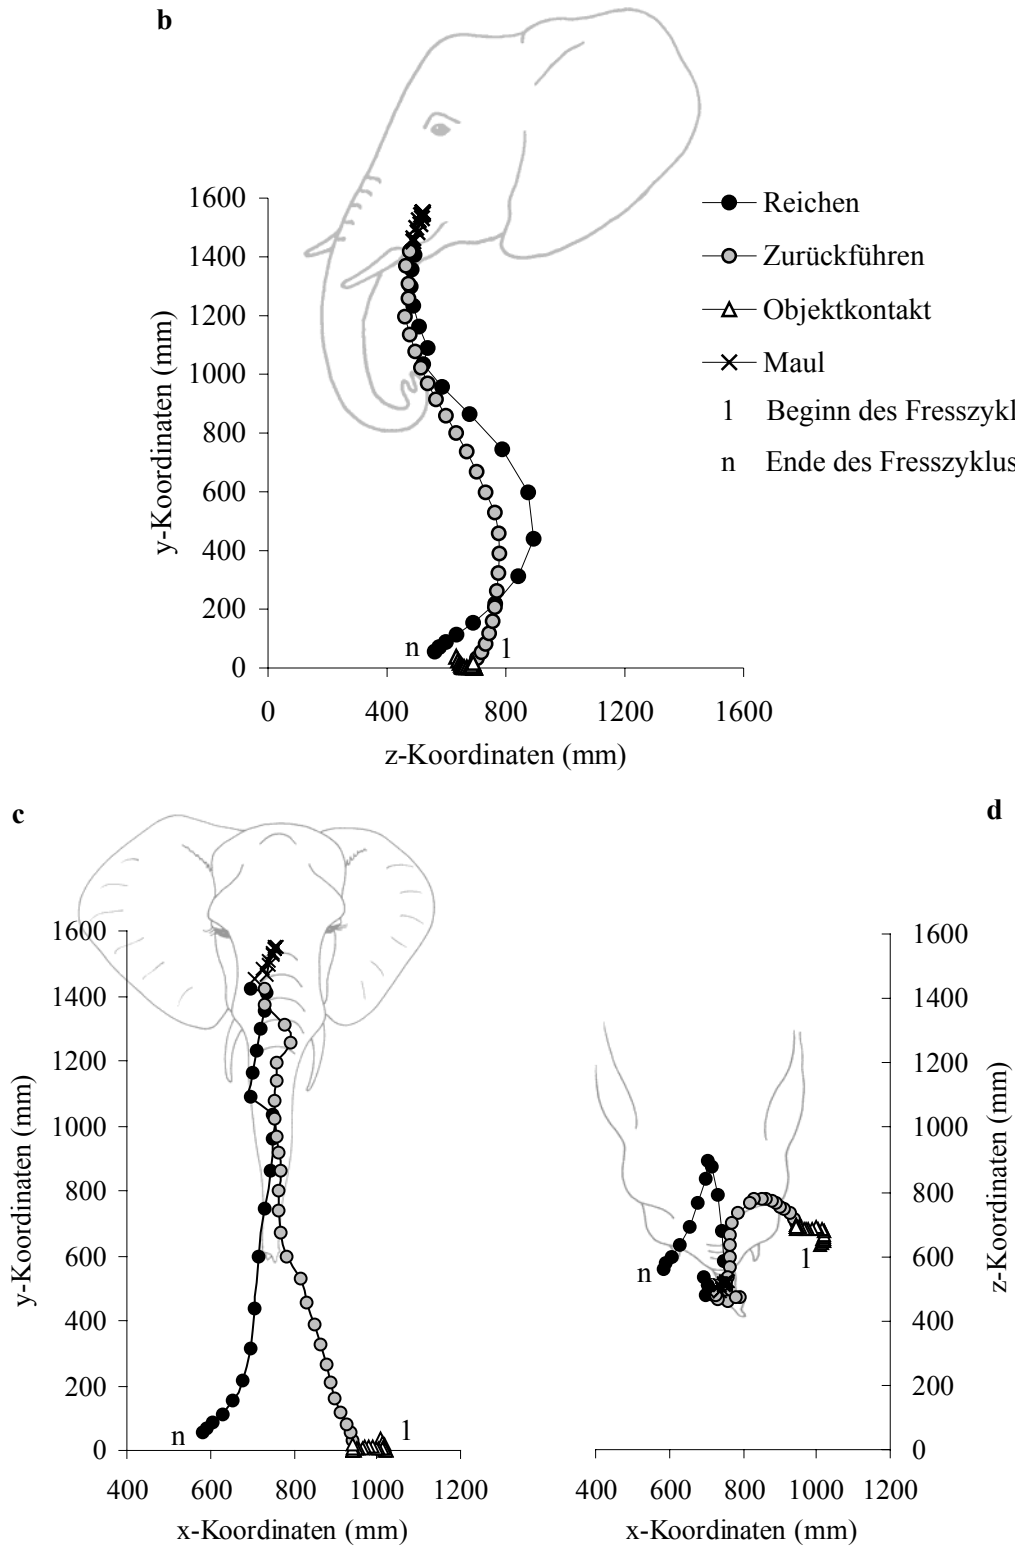 b
1600
1400
1200
1000
800
600
400
200
0
y-Koordinaten (mm)
n
1
0 400 800 1200 1600
z-Koordinaten (mm)
Reichen
Zurückführen
Objektkontakt
Maul
1 Beginn des Fresszykl
n Ende des Fresszyklus
c
1600
1400
1200
1000
800
600
400
200
0
y-Koordinaten (mm)
n
1
400 600 800 1000 1200
x-Koordinaten (mm)
d
1600
1400
1200
1000
800
600
400
200
0
z-Koordinaten (mm)
n
1
400 600 800 1000 1200
x-Koordinaten (mm)